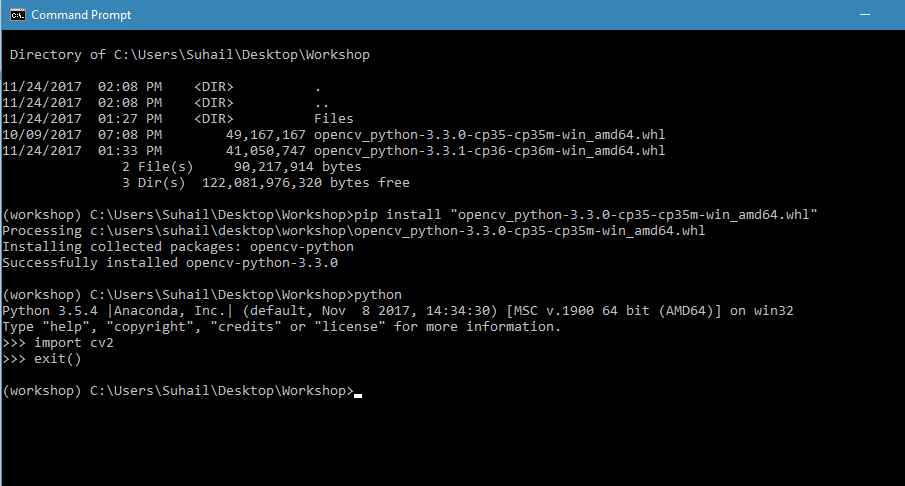 Command Prompt
Directory of C:\Users\Suhail\Desktop\Workshop
11/24/2017  02:08 PM    <DIR>          .
11/24/2017  02:08 PM    <DIR>          ..
11/24/2017  01:27 PM    <DIR>          Files
10/09/2017  07:08 PM        49,167,167 opencv_python-3.3.0-cp35-cp35m-win_amd64.whl
11/24/2017  01:33 PM        41,050,747 opencv_python-3.3.1-cp36-cp36m-win_amd64.whl
2 File(s)     90,217,914 bytes
3 Dir(s)  122,081,976,320 bytes free
(workshop) C:\Users\Suhail\Desktop\Workshop>pip install "opencv_python-3.3.0-cp35-cp35m-win_amd64.whl"
Processing c:\users\suhail\desktop\workshop\opencv_python-3.3.0-cp35-cp35m-win_amd64.whl
Installing collected packages: opencv-python
Successfully installed opencv-python-3.3.0
(workshop) C:\Users\Suhail\Desktop\Workshop>python
Python 3.5.4 |Anaconda, Inc.| (default, Nov  8 2017, 14:34:30) [MSC v.1900 64 bit (AMD64)] on win32
Type "help", "copyright", "credits" or "license" for more information.
>>> import cv2
>>> exit()
(workshop) C:\Users\Suhail\Desktop\Workshop>